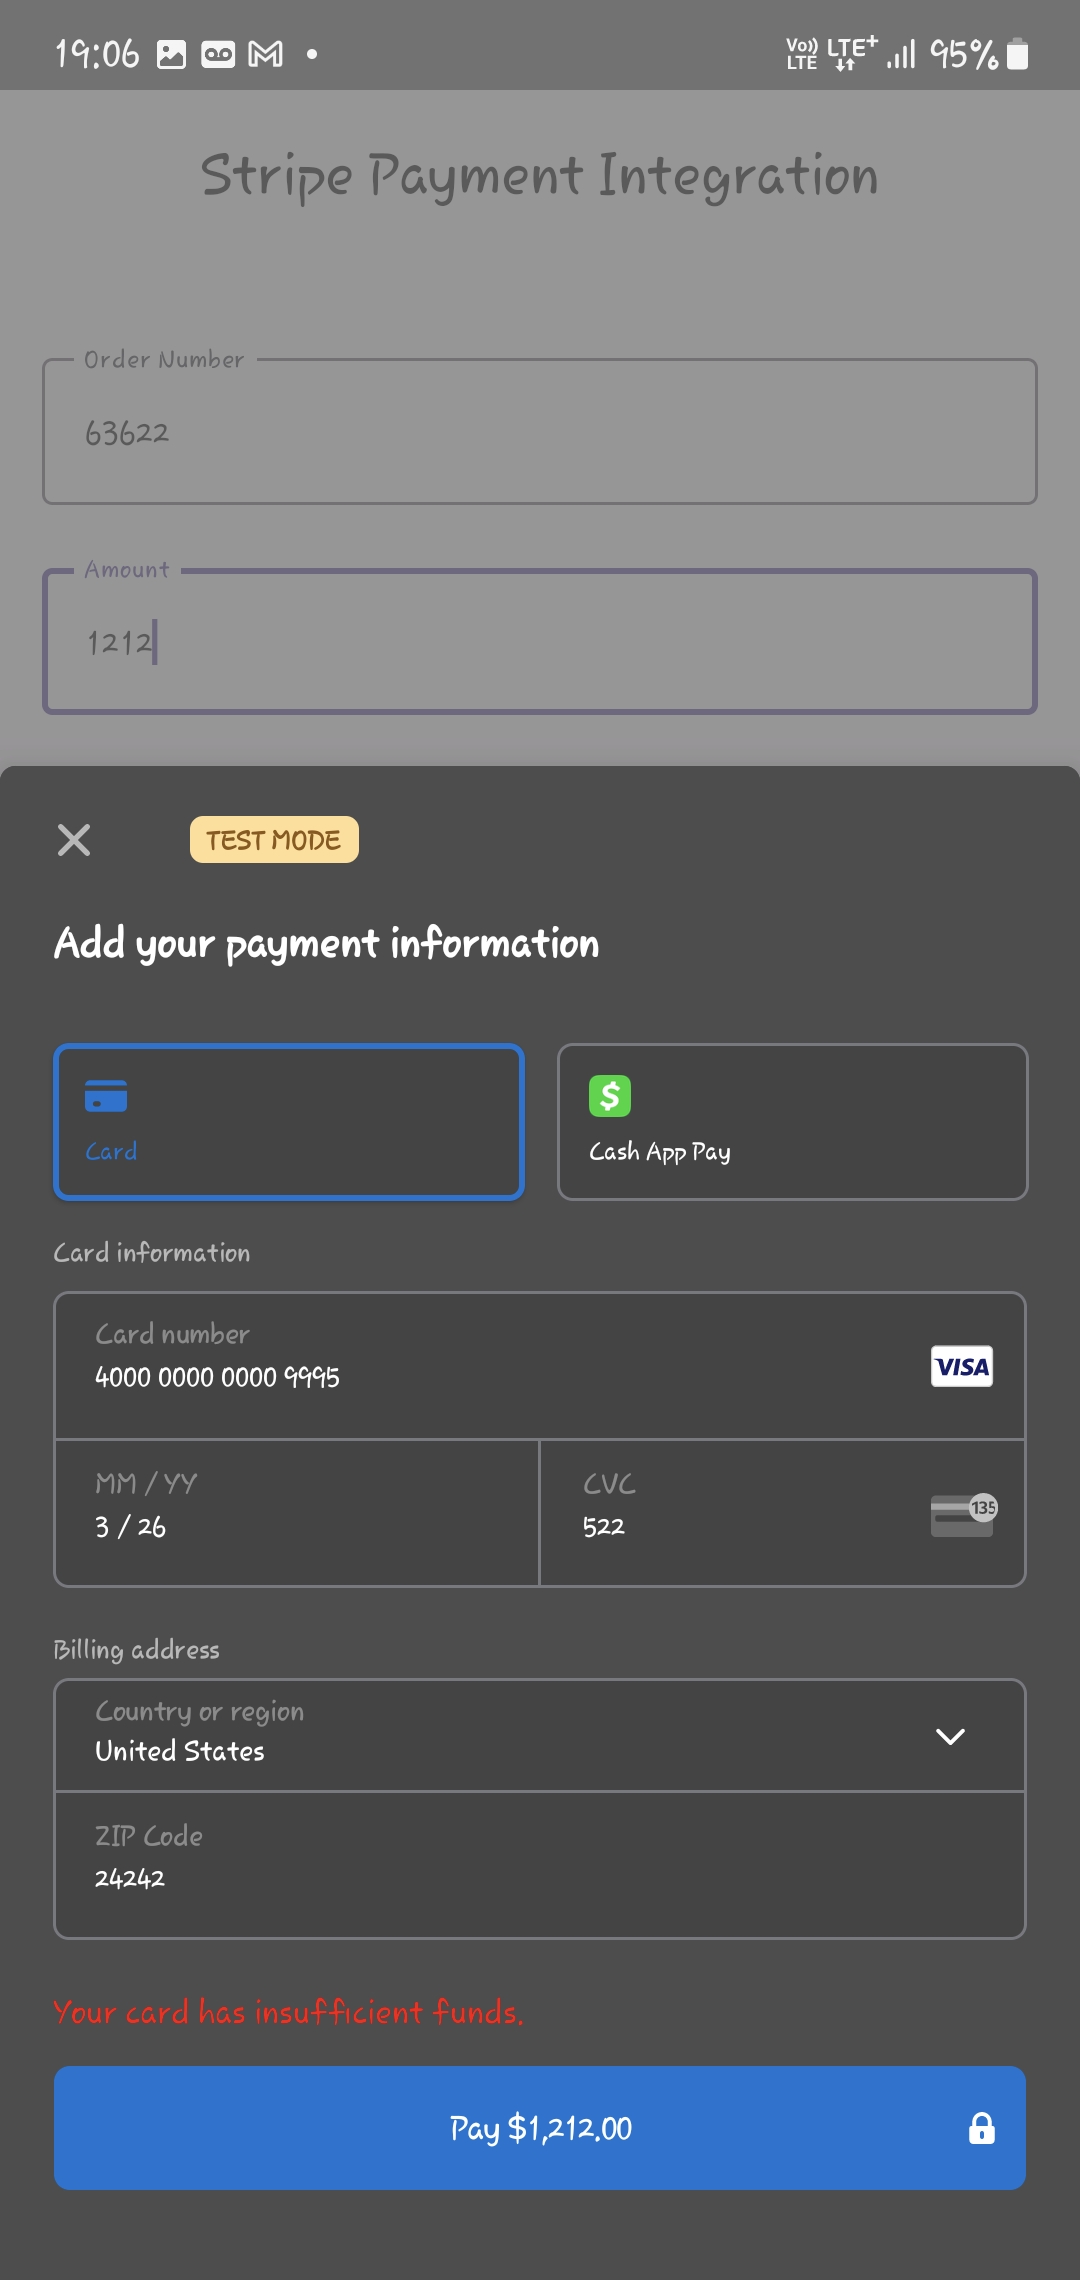 19:06 Vo)) LTE LTE+ 95%
Stripe Payment Integration
Order Number
63622
Amount
1212
TEST MODE
Add your payment information
$
Card
Cash App Pay
Card information
Card number
4000 0000 0000 9995
VISA
MM / YY
CVC
3 / 26
522
135
Billing address
Country or region
United States
ZIP Code
24242
Your card has insufficient funds.
Pay $1,212.00